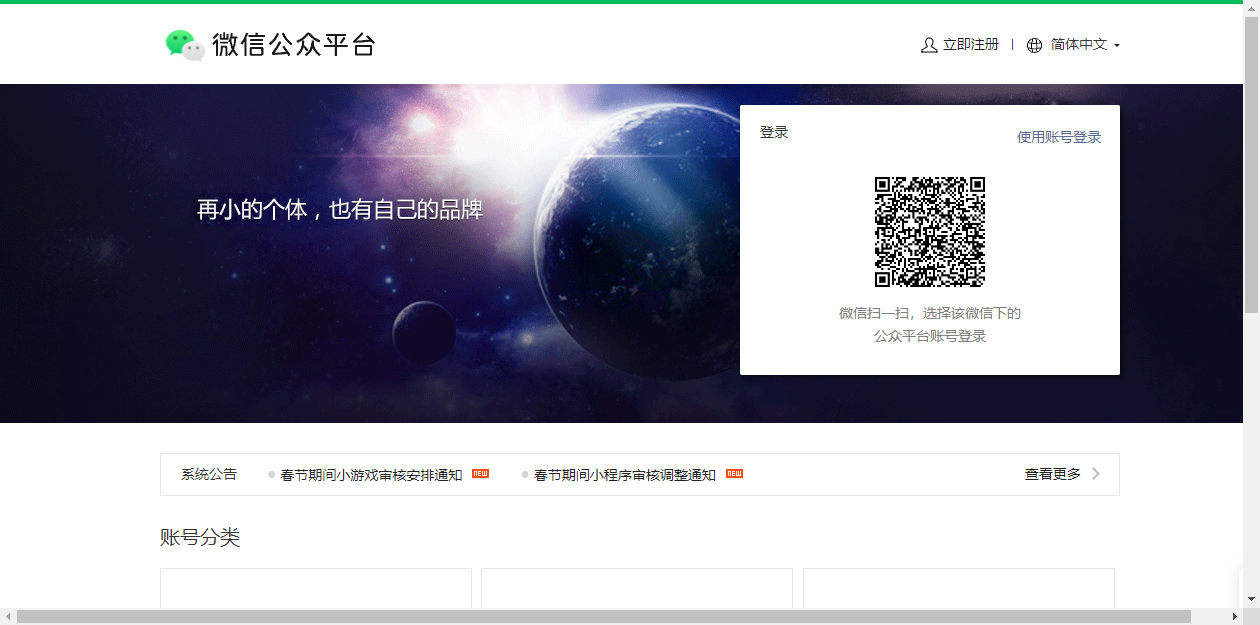 微信公众平台
立即注册
简体中文
再小的个体，也有自己的品牌
登录
使用账号登录
微信扫一扫，选择该微信下的
公众平台账号登录
系统公告
春节期间小游戏审核安排通知 NEW
春节期间小程序审核调整通知 NEW
查看更多
账号分类